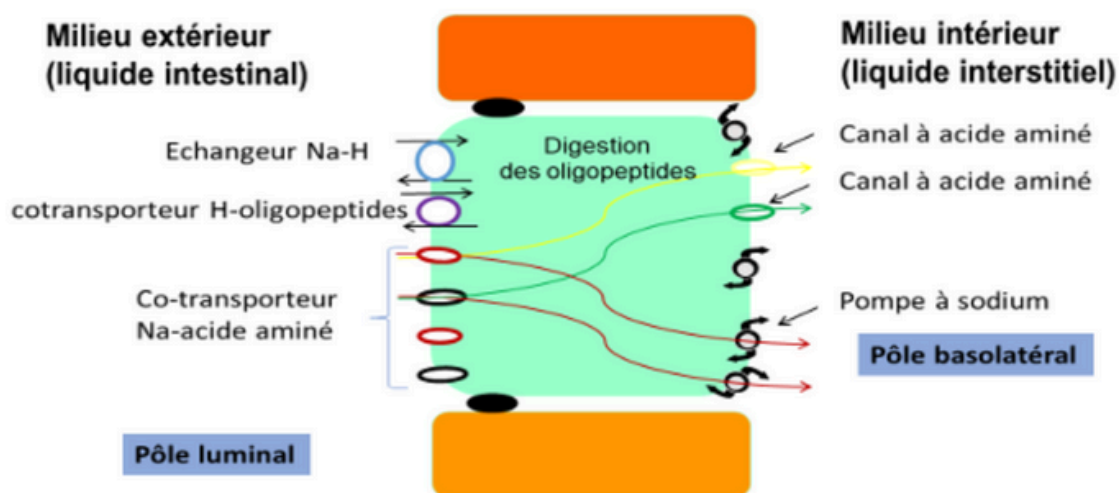 Milieu extérieur
(liquide intestinal)
Milieu intérieur
(liquide interstitiel)
Echangeur Na-H
cotransporteur H-oligopeptides
Co-transporteur
Na-acide aminé
Pôle luminal
Digestion
des oligopeptides
Canal à acide aminé
Canal à acide aminé
Pompe à sodium
Pôle basolatéral